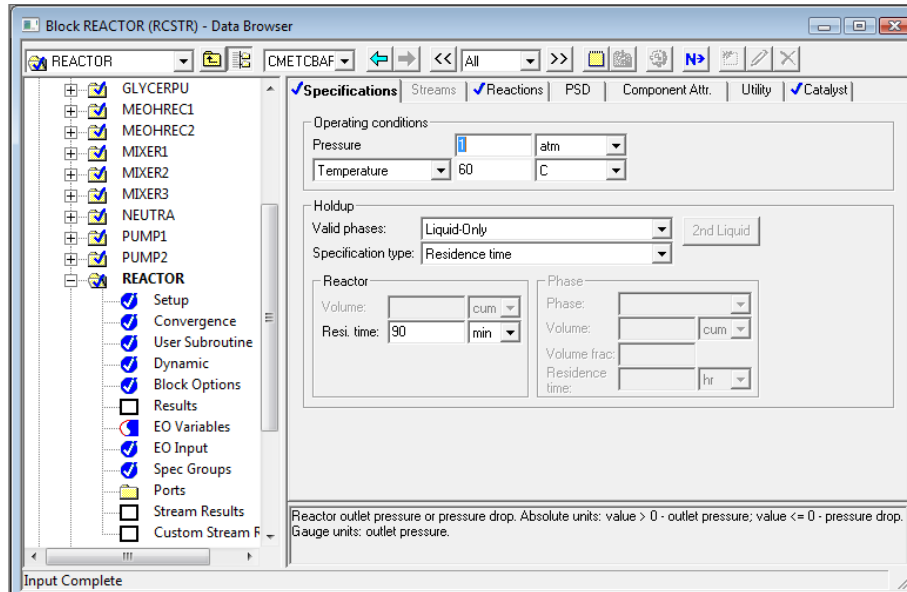 Block REACTOR (RCSTR) - Data Browser
REACTOR CMETCBAF << All >> N>
GLYCERPU
MEOHREC1
MEOHREC2
MIXER1
MIXER2
MIXER3
NEUTRA
PUMP1
PUMP2
REACTOR
Setup
Convergence
User Subroutine
Dynamic
Block Options
Results
EO Variables
EO Input
Spec Groups
Ports
Stream Results
Custom Stream R
Specifications Streams Reactions PSD Component Attr. Utility Catalyst
Operating conditions
Pressure 1 atm
Temperature 60 C
Holdup
Valid phases: Liquid-Only 2nd Liquid
Specification type: Residence time
Reactor
Volume: cum
Resi. time: 90 min
Phase
Phase:
Volume: cum
Volume frac:
Residence
time: hr
Reactor outlet pressure or pressure drop. Absolute units: value > 0 - outlet pressure; value <= 0 - pressure drop.
Gauge units: outlet pressure.
Input Complete